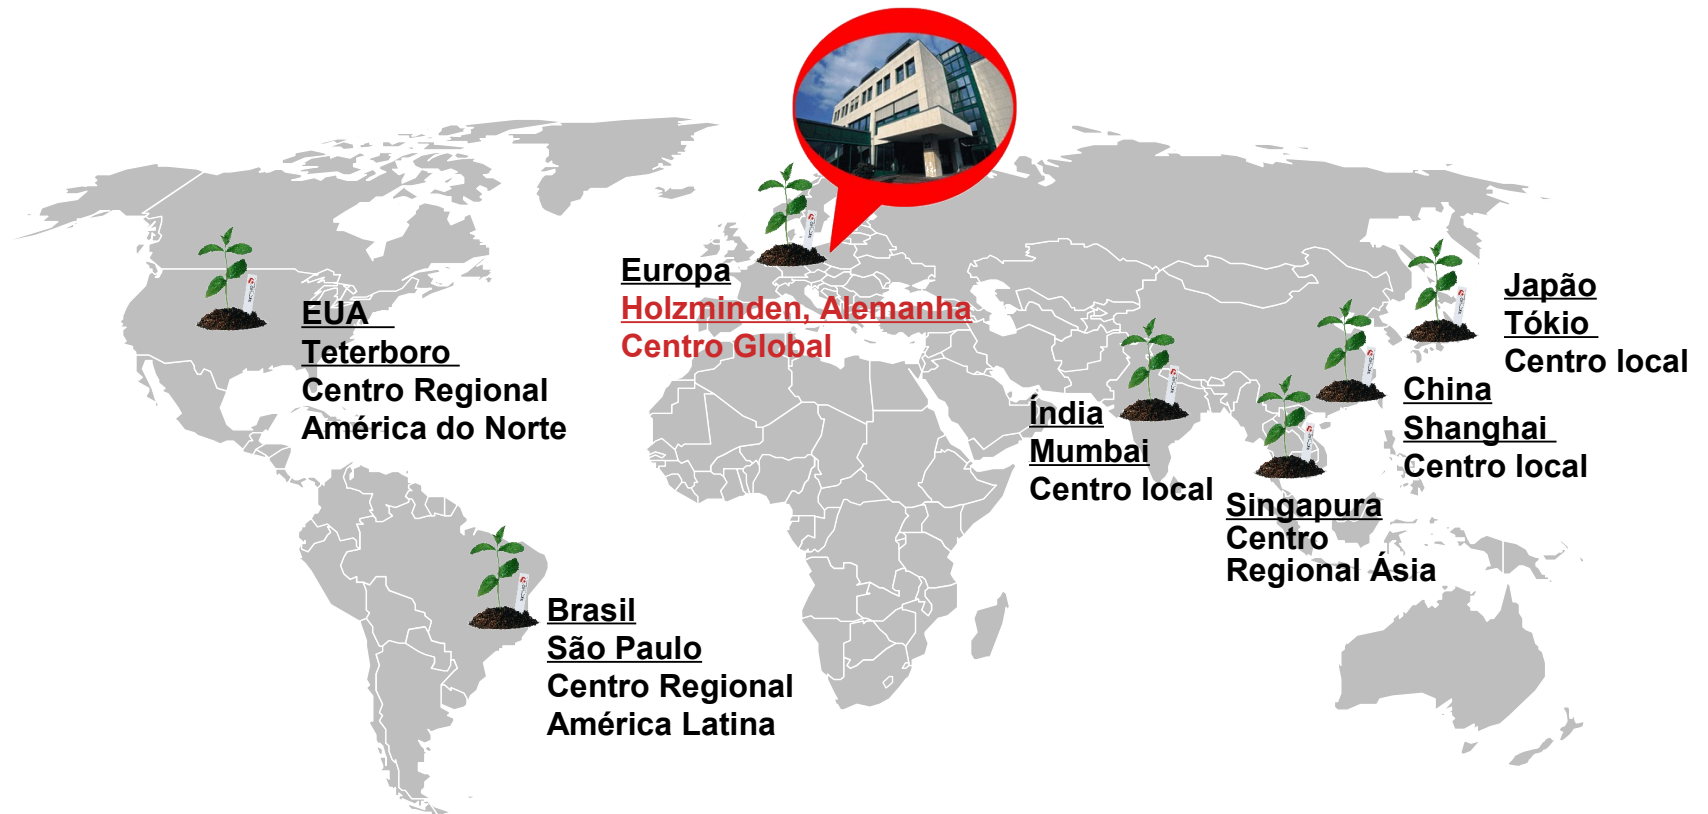 Europa
Holzminden, Alemanha
Centro Global
EUA
Teterboro
Centro Regional
América do Norte
Japão
Tókio
Centro local
China
Shanghai
Centro local
Índia
Mumbai
Centro local
Singapura
Centro
Regional Ásia
Brasil
São Paulo
Centro Regional
América Latina